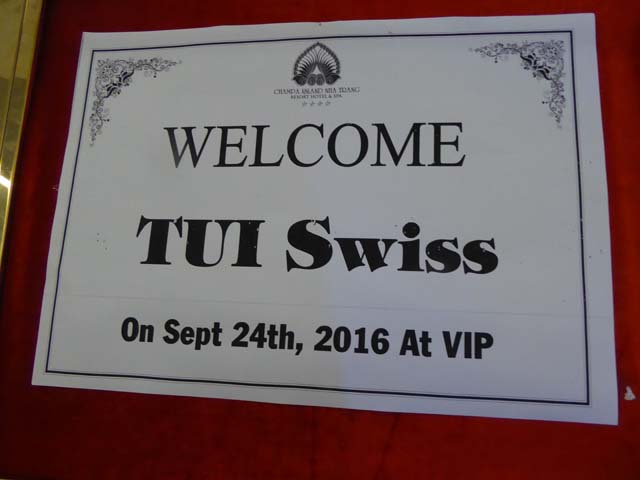 CHAMPA ISLAND NHA TRANG
RESORT HOTEL & SPA
WELCOME
TUI Swiss
On Sept 24th, 2016 At VIP